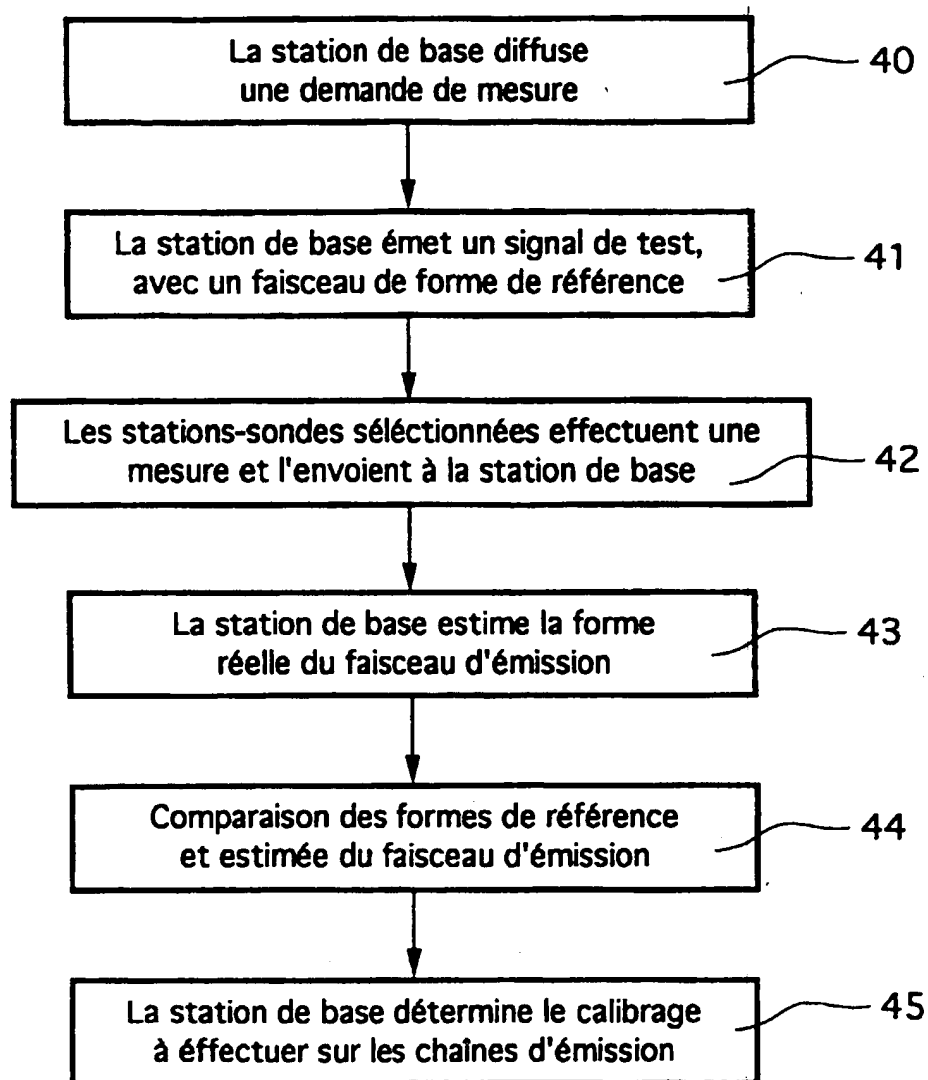 La station de base diffuse
une demande de mesure
40
La station de base émet un signal de test,
avec un faisceau de forme de référence
41
Les stations-sondes séléctionnées effectuent une
mesure et l'envoient à la station de base
42
La station de base estime la forme
réelle du faisceau d'émission
43
Comparaison des formes de référence
et estimée du faisceau d'émission
44
La station de base détermine le calibrage
à éffectuer sur les chaînes d'émission
45